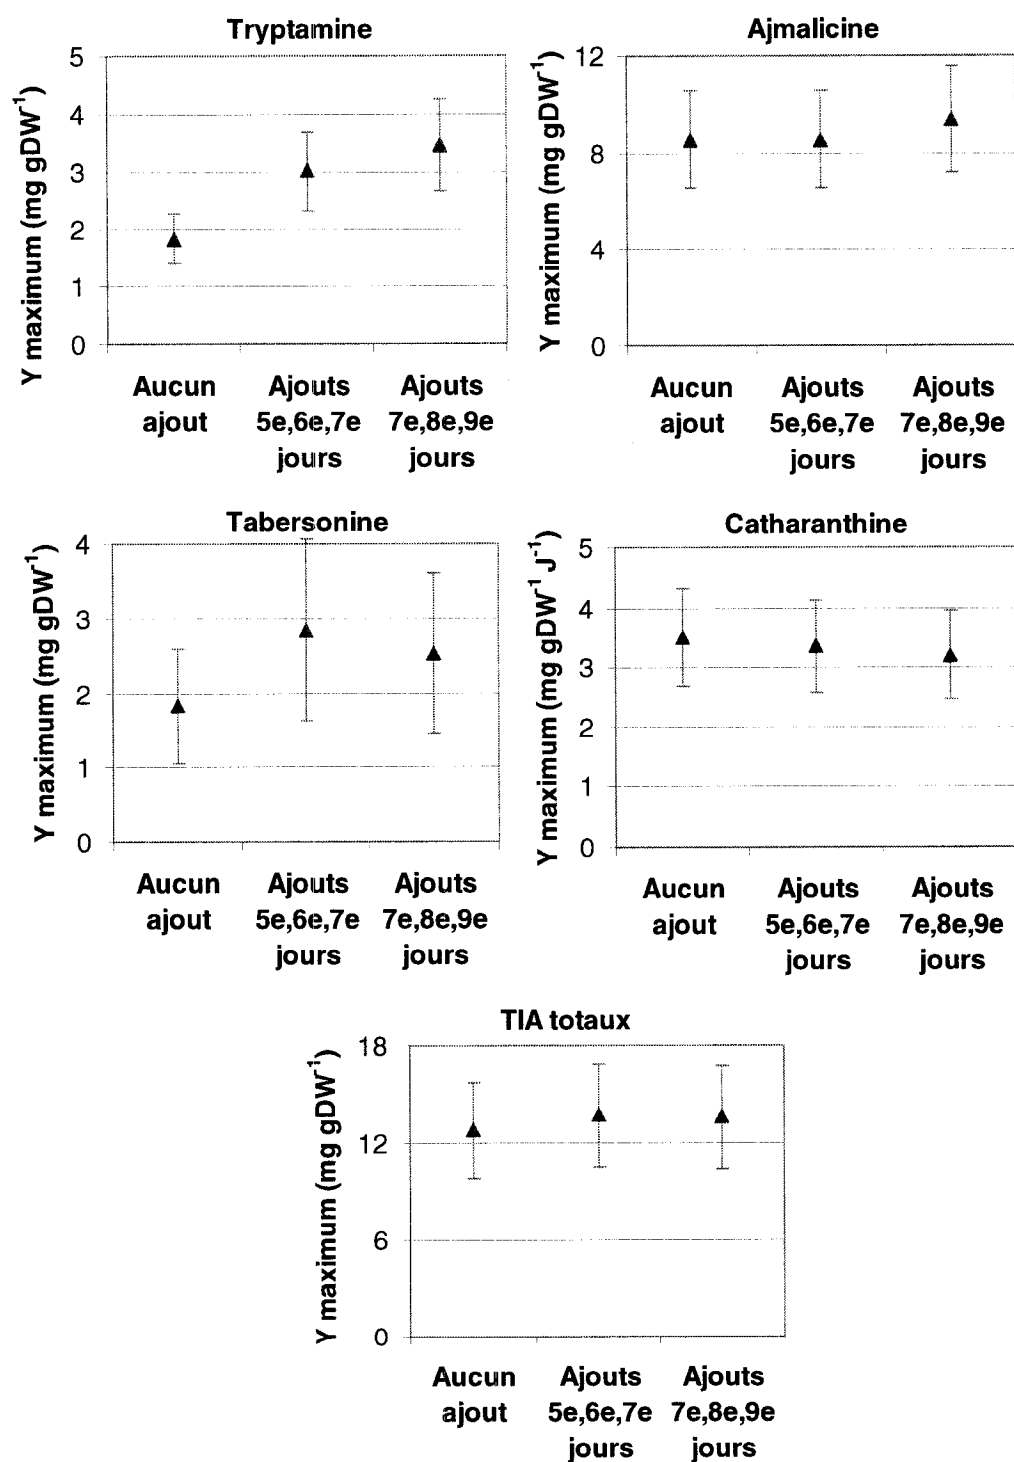 Tryptamine
Y maximum (mg gDW-1)
5
4
3
2
1
0
Aucun ajout
Ajouts 5e,6e,7e jours
Ajouts 7e,8e,9e jours
Ajmalicine
Y maximum (mg gDW-1)
12
8
4
0
Aucun ajout
Ajouts 5e,6e,7e jours
Ajouts 7e,8e,9e jours
Tabersonine
Y maximum (mg gDW-1)
4
3
2
1
0
Aucun ajout
Ajouts 5e,6e,7e jours
Ajouts 7e,8e,9e jours
Catharanthine
Y maximum (mg gDW-1 J-1)
5
4
3
2
1
0
Aucun ajout
Ajouts 5e,6e,7e jours
Ajouts 7e,8e,9e jours
TIA totaux
Y maximum (mg gDW-1)
18
12
6
0
Aucun ajout
Ajouts 5e,6e,7e jours
Ajouts 7e,8e,9e jours